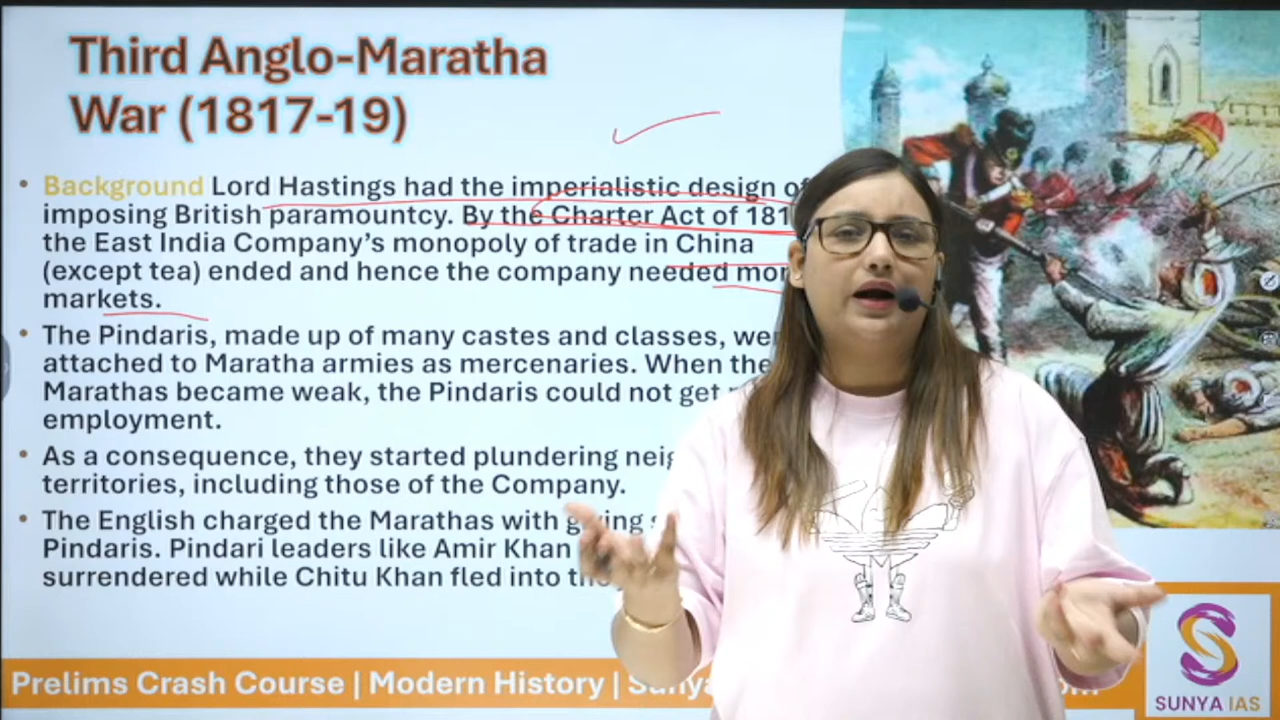 Third Anglo-Maratha
War (1817-19)
• Background Lord Hastings had the imperialistic design of
imposing British paramountcy. By the Charter Act of 181
the East India Company's monopoly of trade in China
(except tea) ended and hence the company needed mor
markets.
• The Pindaris, made up of many castes and classes, wer
attached to Maratha armies as mercenaries. When the
Marathas became weak, the Pindaris could not get
employment.
• As a consequence, they started plundering neig
territories, including those of the Company.
• The English charged the Marathas with giving s
Pindaris. Pindari leaders like Amir Khan
surrendered while Chitu Khan fled into the
Prelims Crash Course | Modern History | Sunya
SUNYA IAS